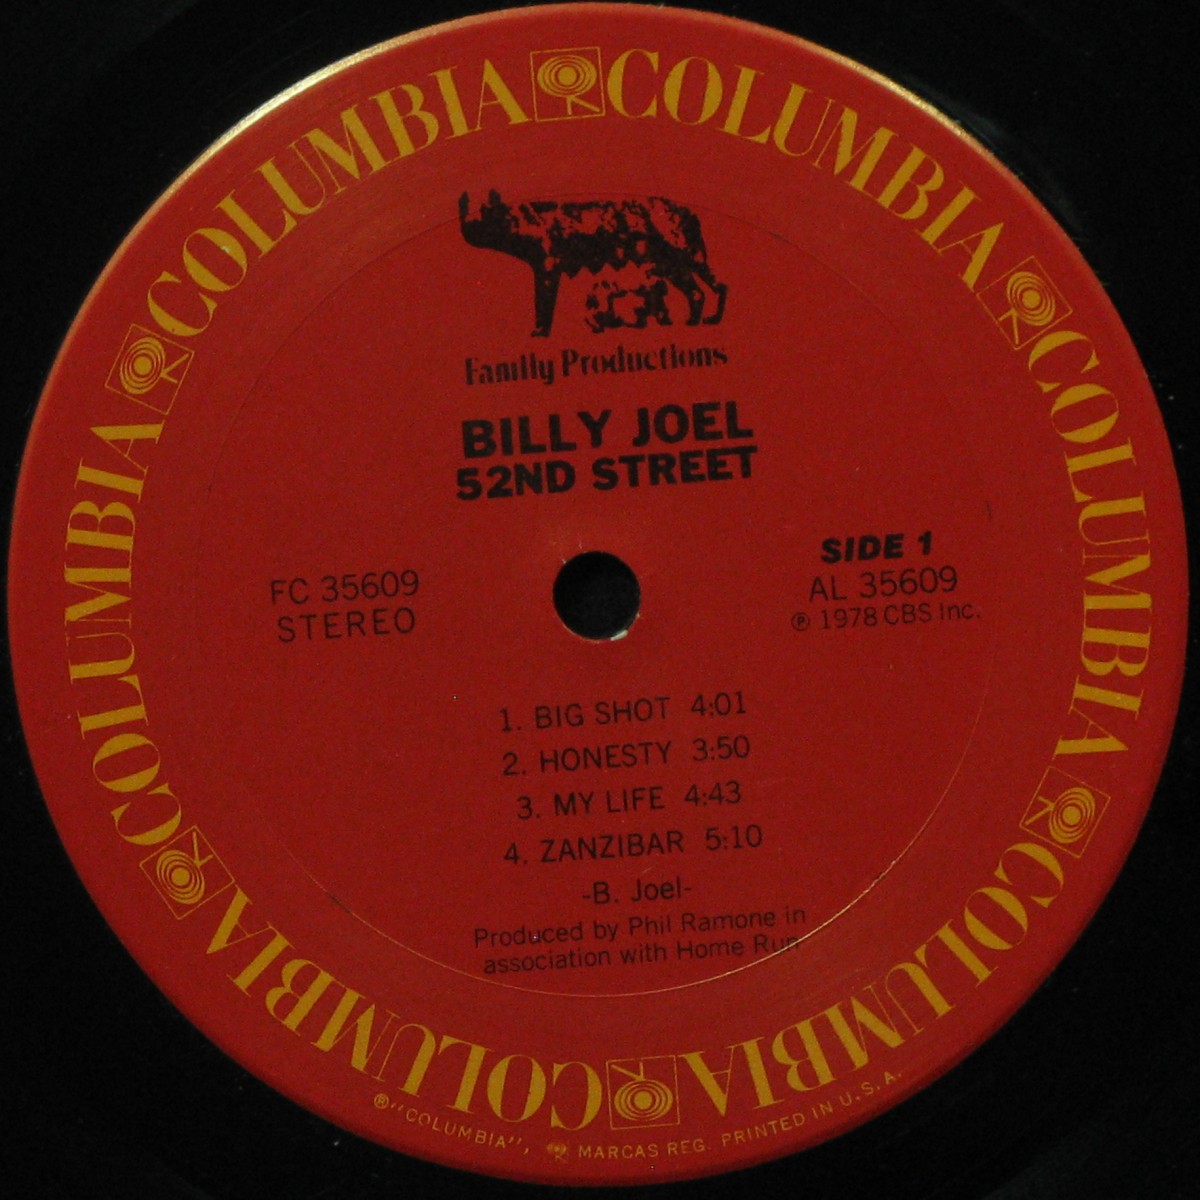 COLUMBIA COLUMBIA COLUMBIA COLUMBIA COLUMBIA COLUMBIA COLUMBIA
Family Productions
BILLY JOEL
52ND STREET
FC 35609
STEREO
SIDE 1
AL 35609
℗ 1978 CBS Inc.
1. BIG SHOT 4:01
2. HONESTY 3:50
3. MY LIFE 4:43
4. ZANZIBAR 5:10
-B. Joel-
Produced by Phil Ramone in
association with Home Run
®"COLUMBIA", MARCAS REG. PRINTED IN U.S.A.